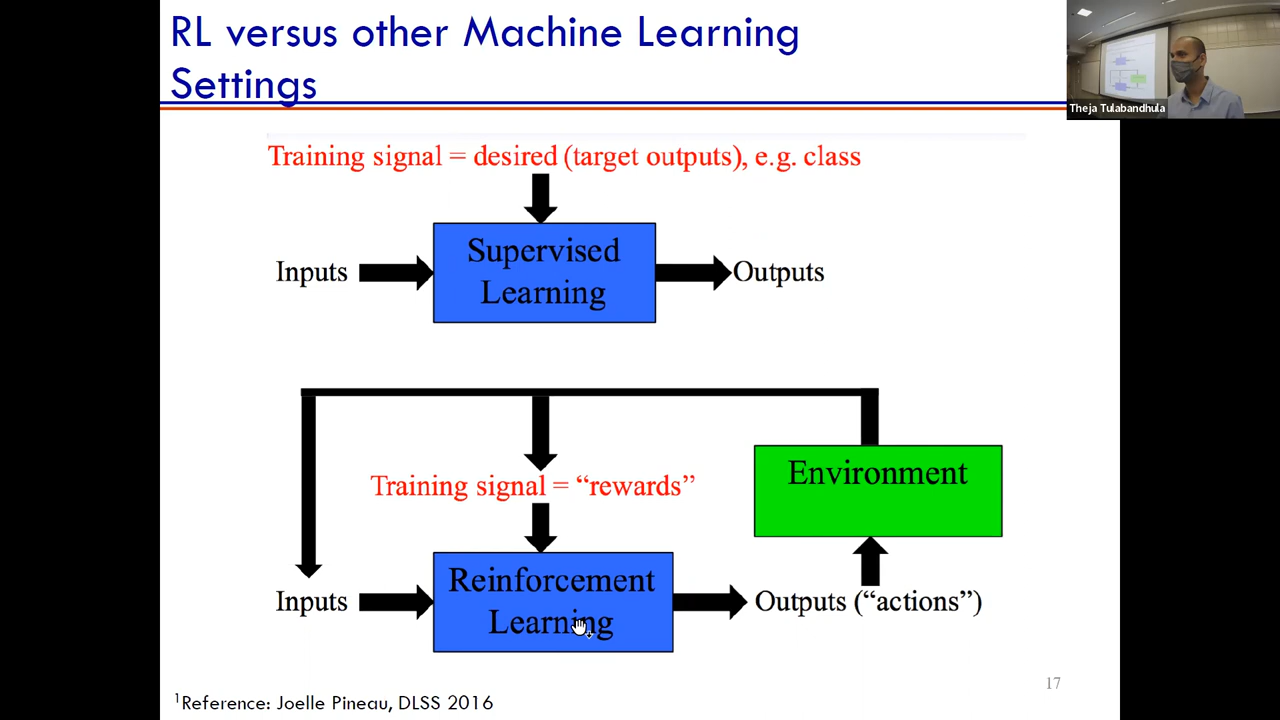 RL versus other Machine Learning
Settings
Theja Tulabandhula
Training signal = desired (target outputs), e.g. class
Supervised
Learning
Inputs
Outputs
Training signal = “rewards”
Environment
Reinforcement
Learning
Inputs
Outputs (“actions”)
17
¹Reference: Joelle Pineau, DLSS 2016